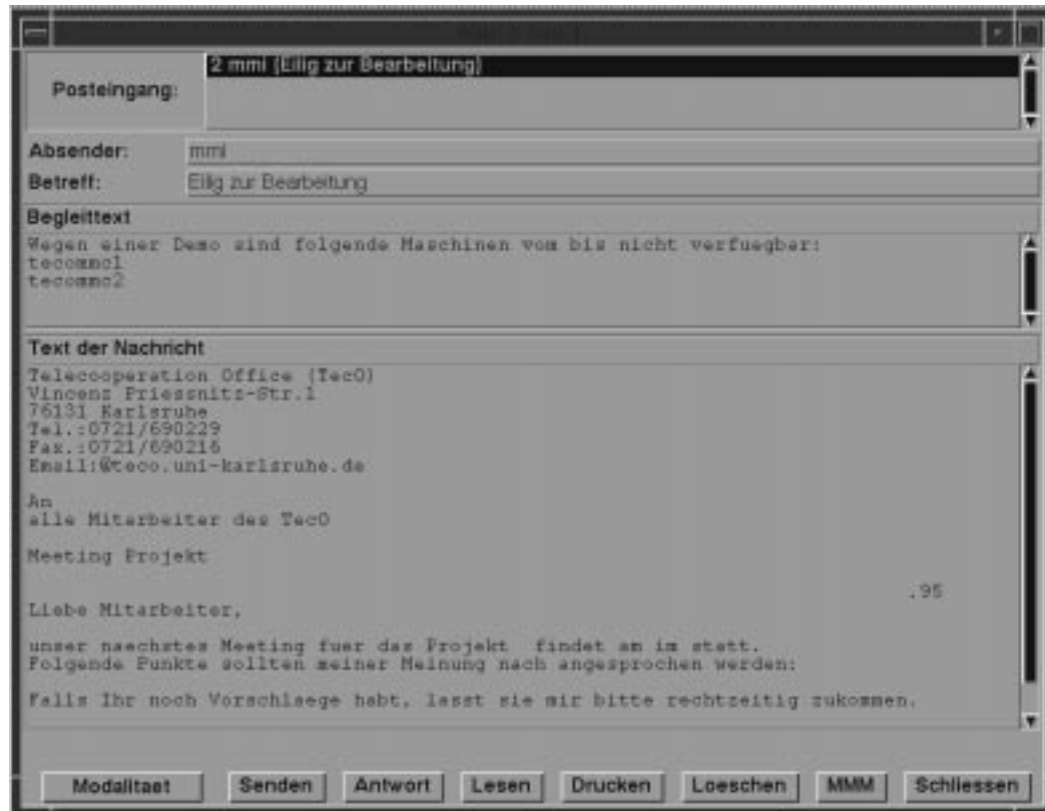 2 mmi (Eilig zur Bearbeitung)
Posteingang:
Absender: mmi
Betreff: Eilig zur Bearbeitung
Begleittext
Wegen einer Demo sind folgende Maschinen vom bis nicht verfuegbar:
tecommc1
tecommc2
Text der Nachricht
Telecooperation Office (TecO)
Vincenz Priessnitz-Str.1
76131 Karlsruhe
Tel.:0721/690229
Fax.:0721/690216
Email:@teco.uni-karlsruhe.de
An
alle Mitarbeiter des TecO
Meeting Projekt
.95
Liebe Mitarbeiter,
unser naechstes Meeting fuer das Projekt findet am im statt.
Folgende Punkte sollten meiner Meinung nach angesprochen werden:
Falls Ihr noch Vorschlaege habt, lasst sie mir bitte rechtzeitig zukommen.
Modalitaet Senden Antwort Lesen Drucken Loeschen MMM Schliessen